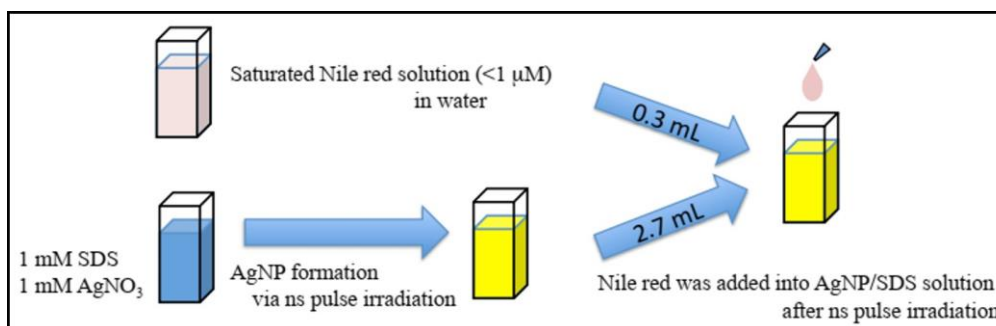 Saturated Nile red solution (<1 μM)
in water
0.3 mL
1 mM SDS
1 mM AgNO₃
AgNP formation
via ns pulse irradiation
2.7 mL
Nile red was added into AgNP/SDS solution
after ns pulse irradiation